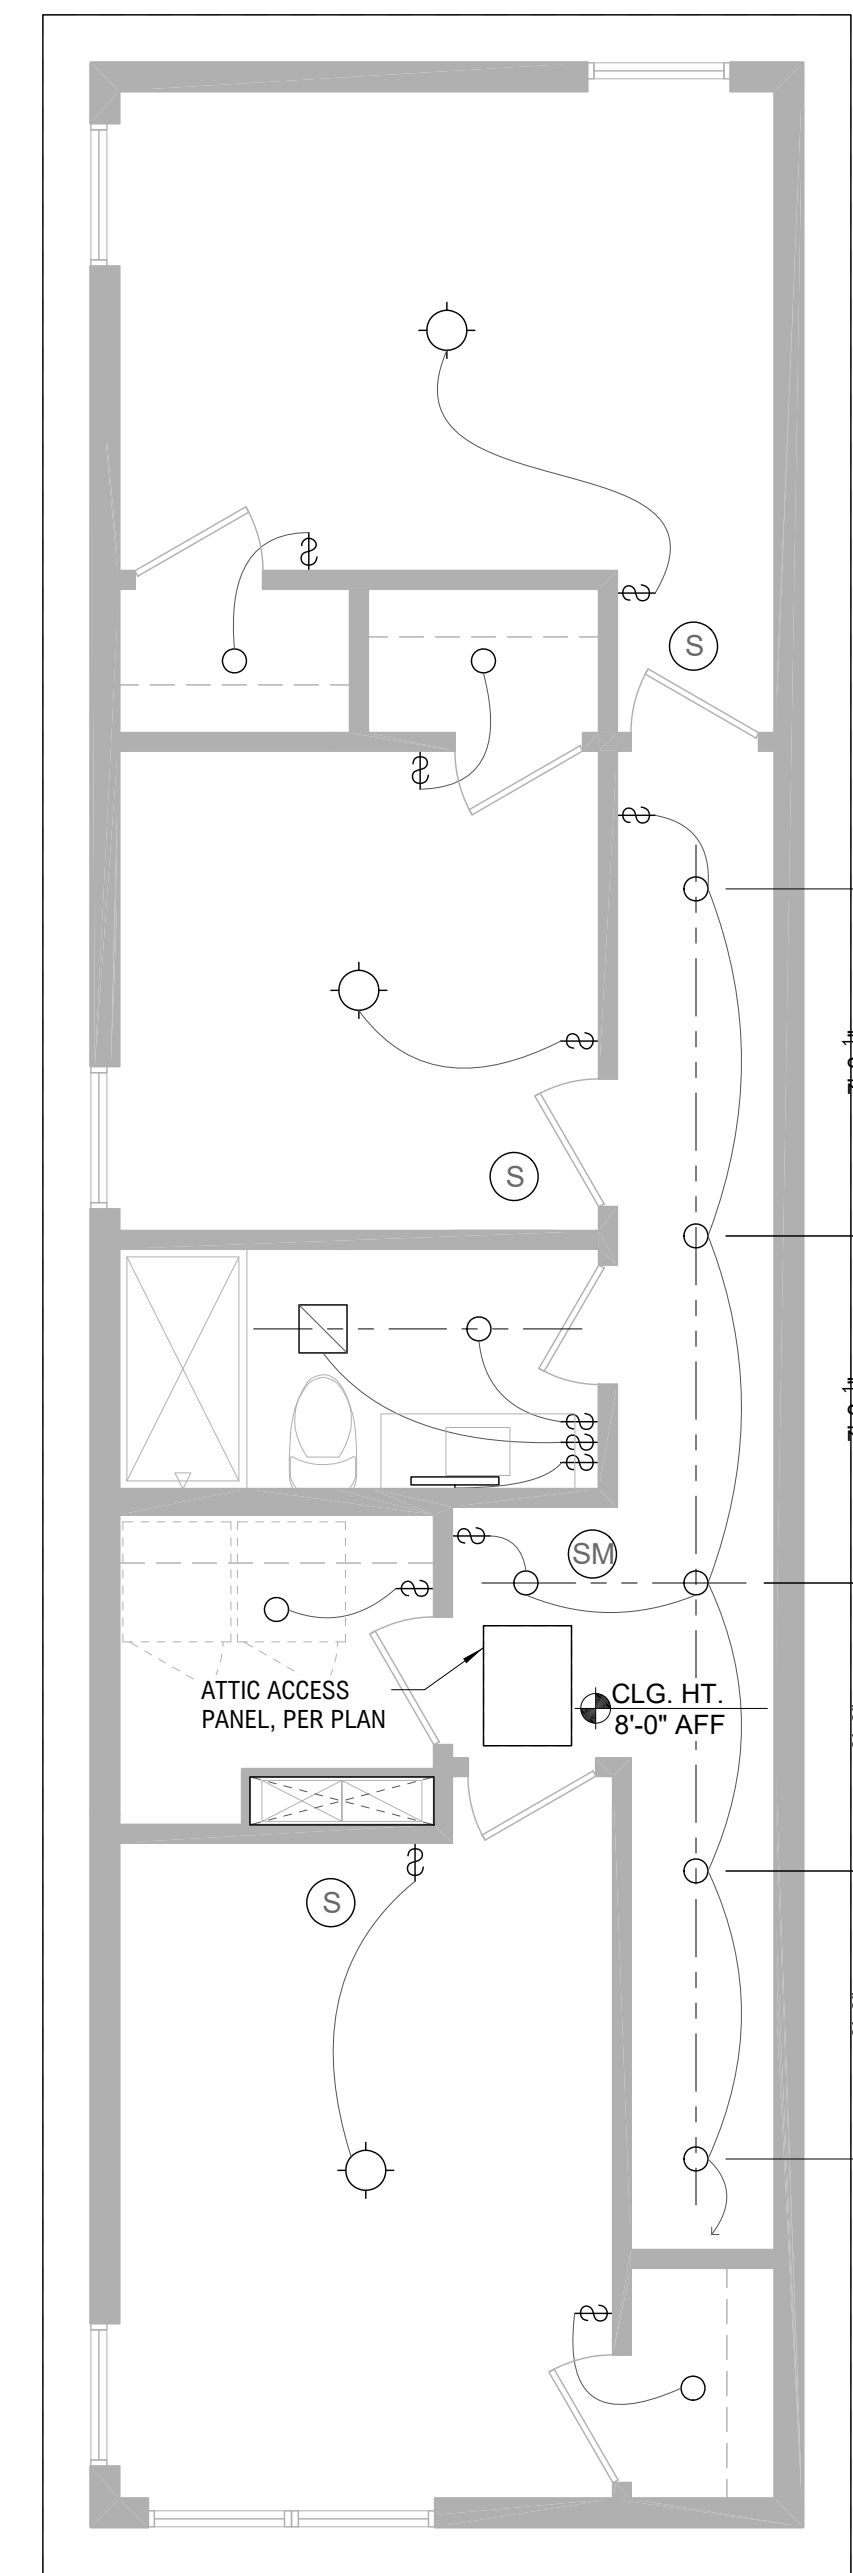 S
S
SM
ATTIC ACCESS
PANEL, PER PLAN
CLG. HT.
8'-0" AFF
S